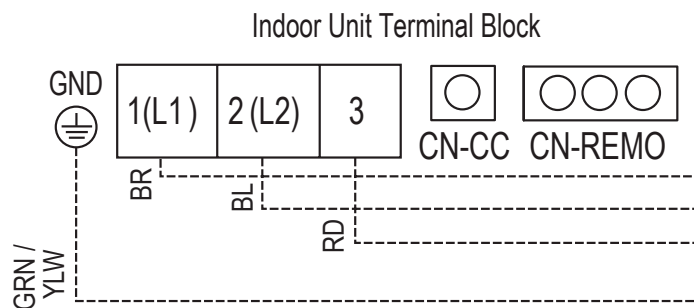 Indoor Unit Terminal Block
GND
1(L1)
2 (L2)
3
CN-CC
CN-REMO
BR
BL
RD
GRN /
YLW